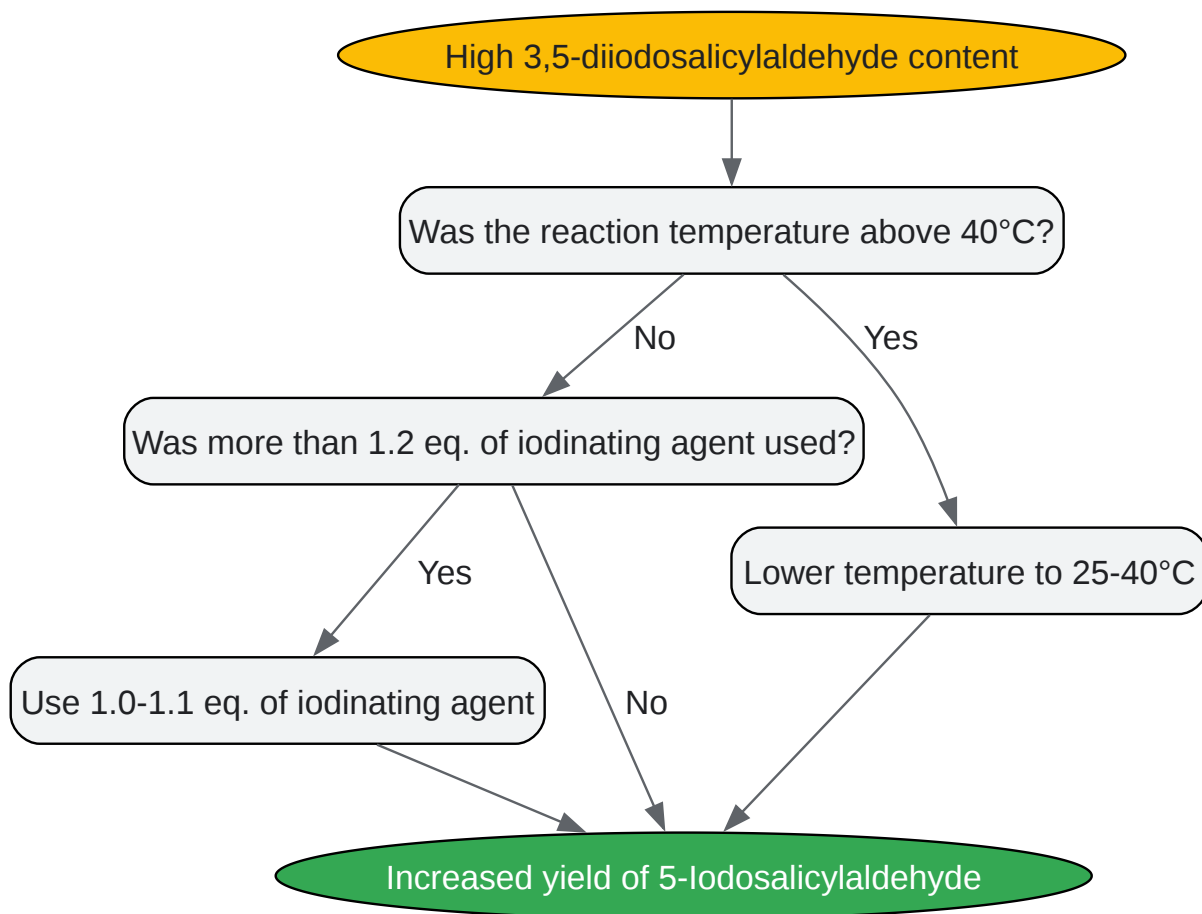 High 3,5-diiodosalicylaldehyde content
Was the reaction temperature above 40°C?
No
Yes
Was more than 1.2 eq. of iodinating agent used?
Yes
Lower temperature to 25-40°C
Use 1.0-1.1 eq. of iodinating agent
No
Increased yield of 5-Iodosalicylaldehyde